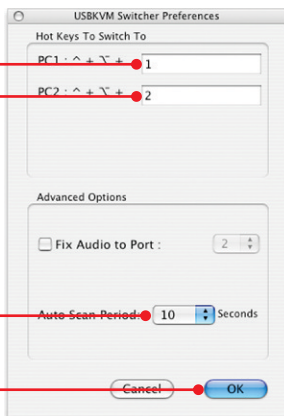 USBKVM Switcher Preferences
Hot Keys To Switch To
PC1 : ^ + ⌥ + 1
PC2 : ^ + ⌥ + 2
Advanced Options
Fix Audio to Port : 2
Auto Scan Period: 10 Seconds
Cancel OK